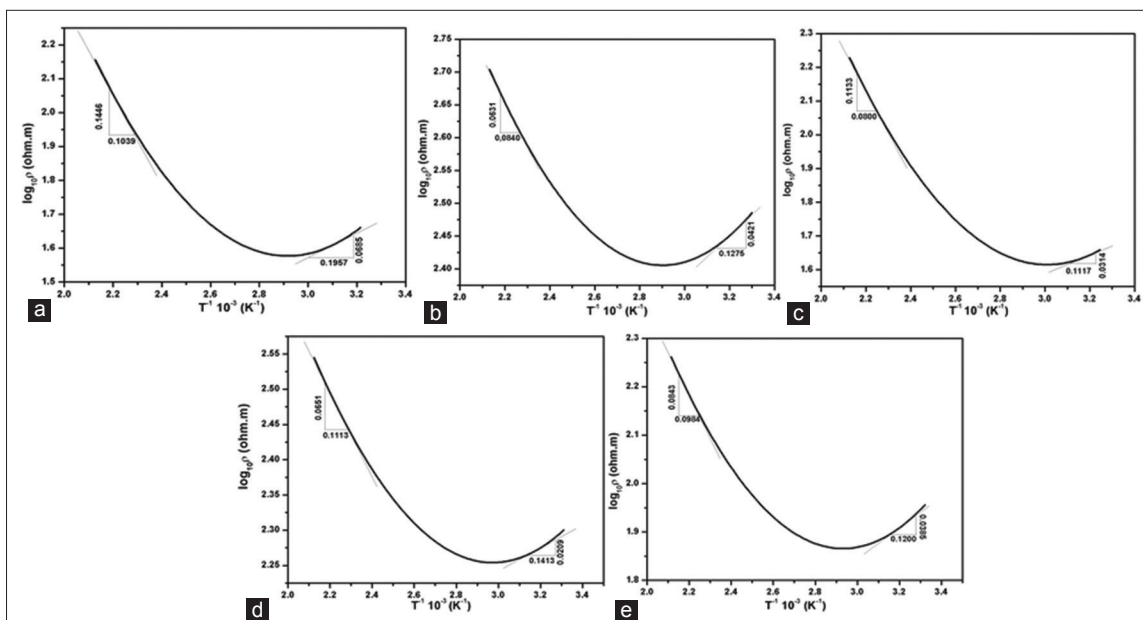 2.2
2.1
2.0
1.9
1.8
1.7
1.6
1.5
log₁₀ρ (ohm.m)
0.1446
0.1039
0.1957
0.0685
2.0 2.2 2.4 2.6 2.8 3.0 3.2 3.4
T⁻¹ 10⁻³ (K⁻¹)
a
2.75
2.70
2.65
2.60
2.55
2.50
2.45
2.40
log₁₀ρ (ohm.m)
0.0631
0.0840
0.1275
0.0421
2.0 2.2 2.4 2.6 2.8 3.0 3.2 3.4
T⁻¹ 10⁻³ (K⁻¹)
b
2.3
2.2
2.1
2.0
1.9
1.8
1.7
1.6
log₁₀ρ (ohm.m)
0.1133
0.0800
0.1117
0.0314
2.0 2.2 2.4 2.6 2.8 3.0 3.2 3.4
T⁻¹ 10⁻³ (K⁻¹)
c
2.55
2.50
2.45
2.40
2.35
2.30
2.25
log₁₀ρ (ohm.m)
0.0651
0.1113
0.1413
0.0209
2.0 2.2 2.4 2.6 2.8 3.0 3.2 3.4
T⁻¹ 10⁻³ (K⁻¹)
d
2.3
2.2
2.1
2.0
1.9
1.8
log₁₀ρ (ohm.m)
0.0843
0.0984
0.1200
0.0385
2.0 2.2 2.4 2.6 2.8 3.0 3.2 3.4
T⁻¹ 10⁻³ (K⁻¹)
e